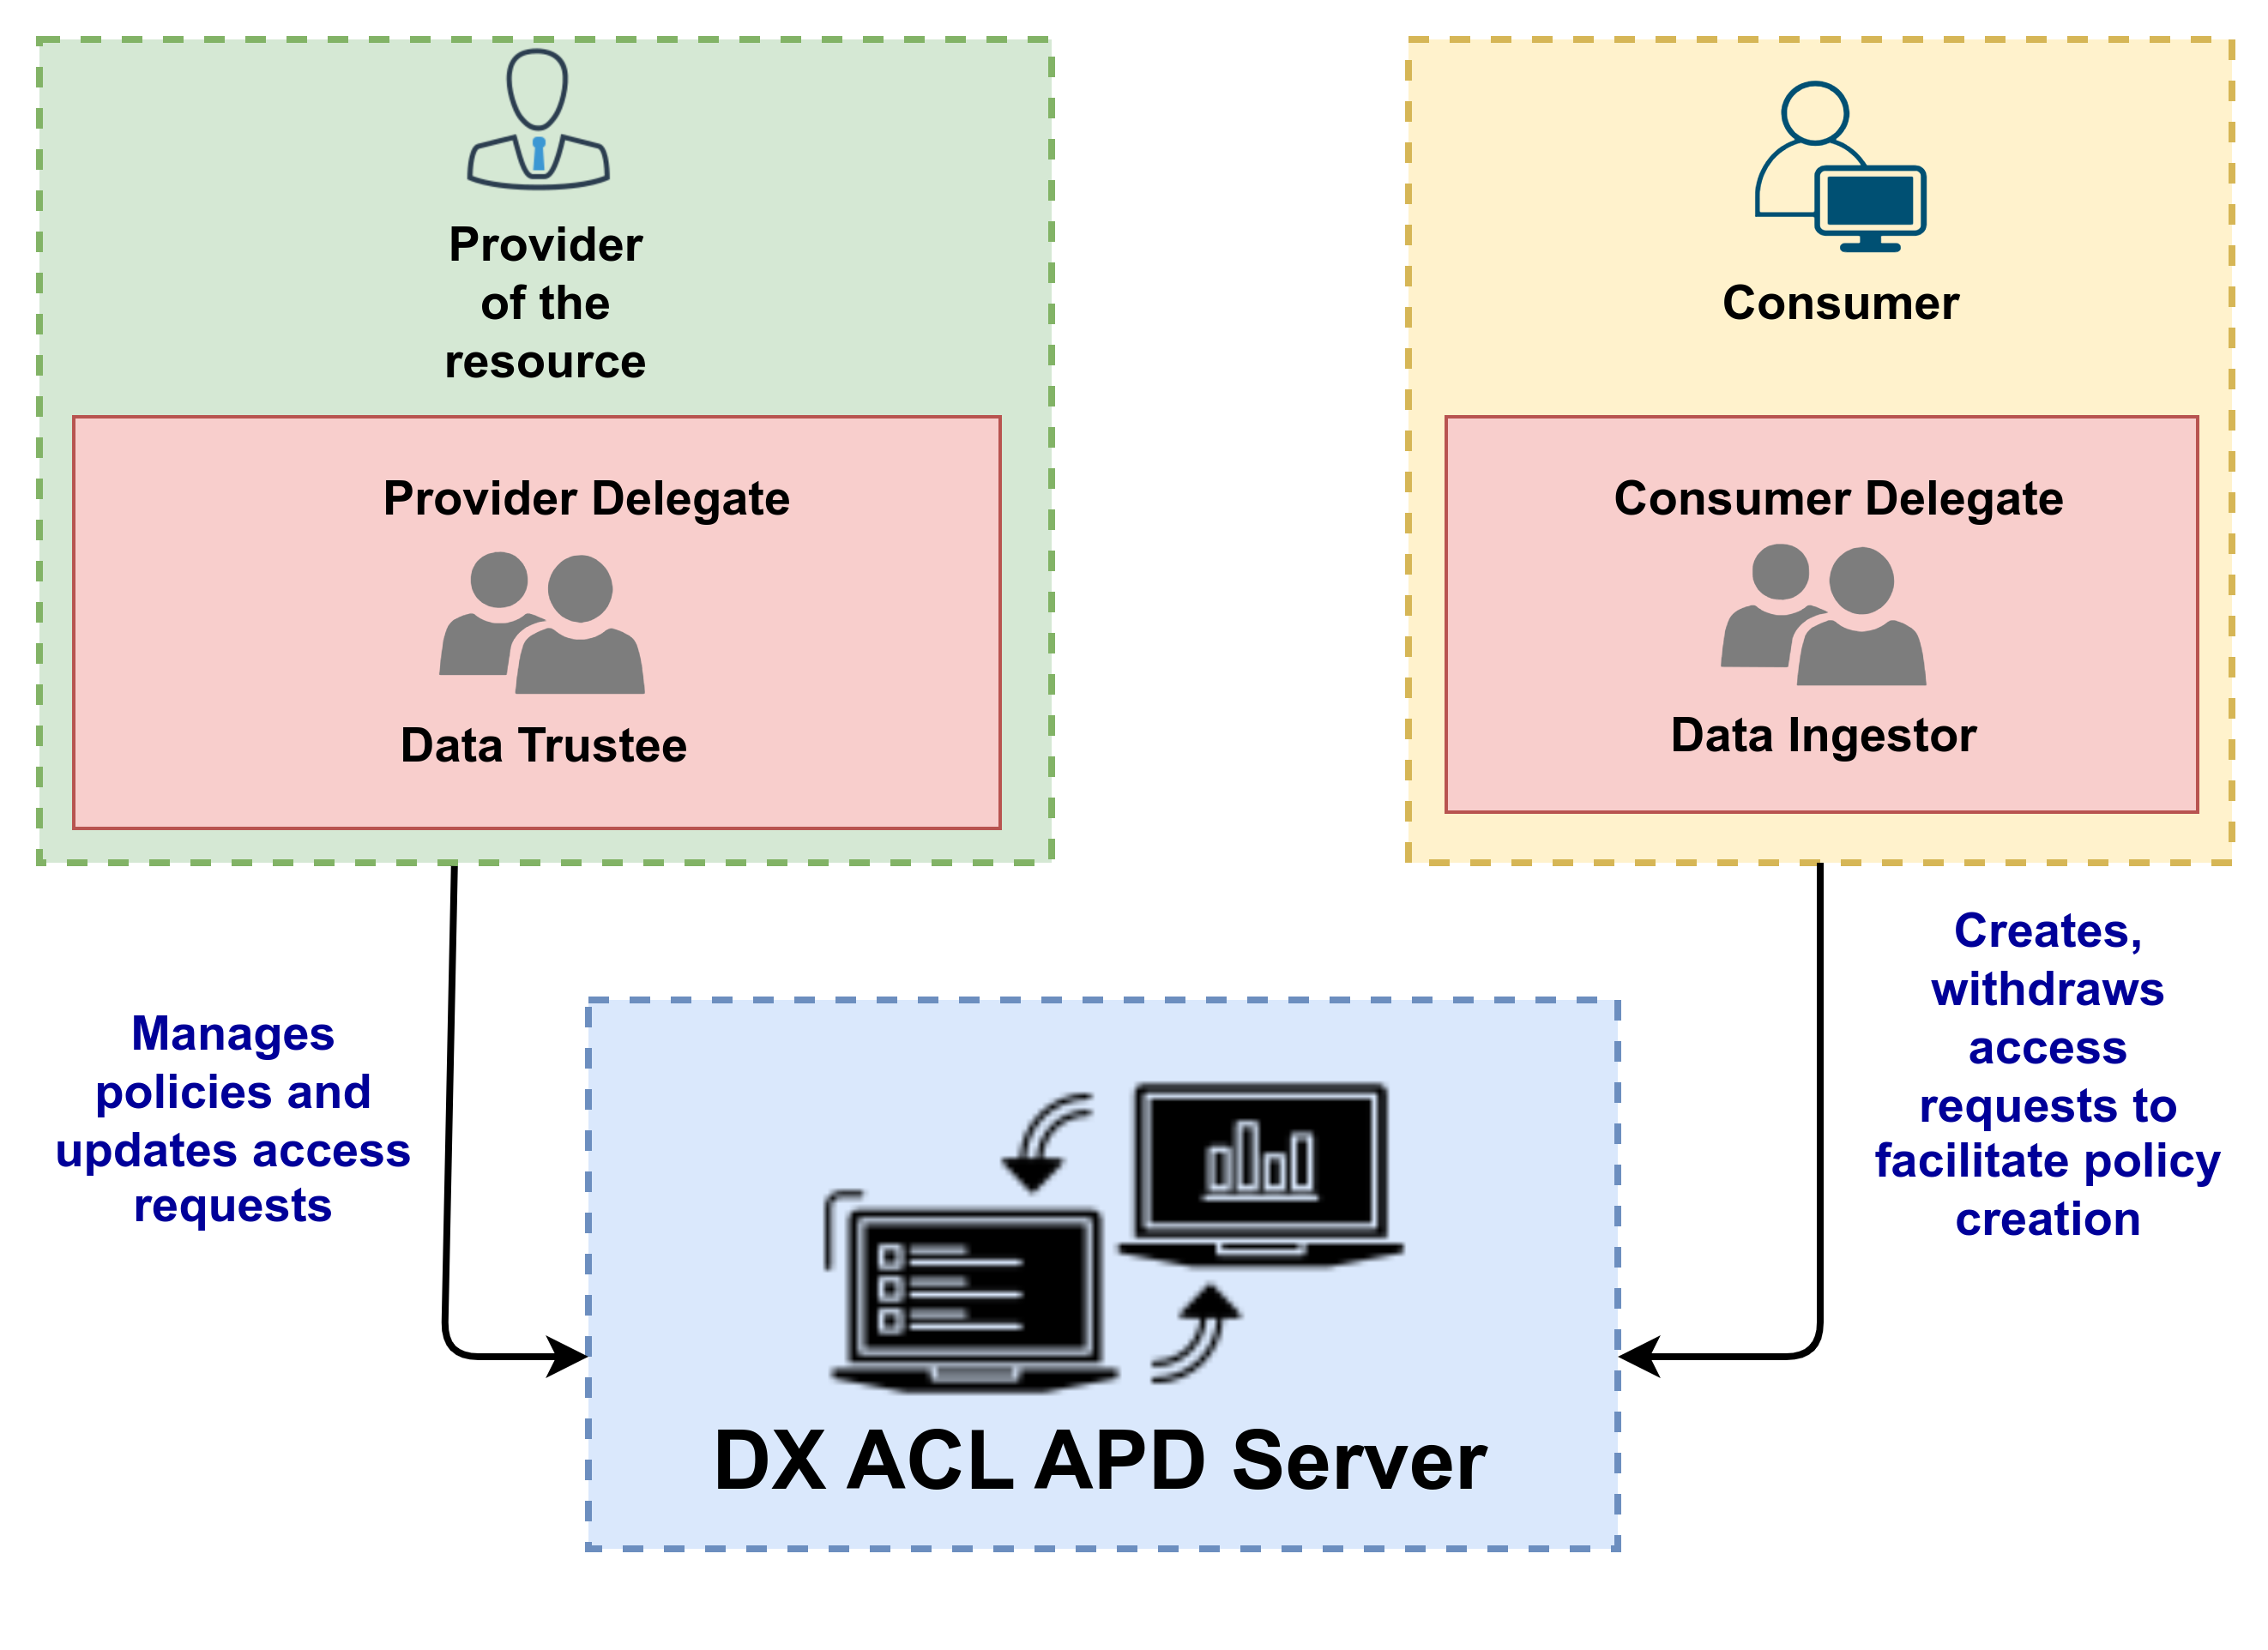 Provider
of the
resource
Provider Delegate
Data Trustee
Consumer
Consumer Delegate
Data Ingestor
Manages
policies and
updates access
requests
Creates,
withdraws
access
requests to
facilitate policy
creation
DX ACL APD Server